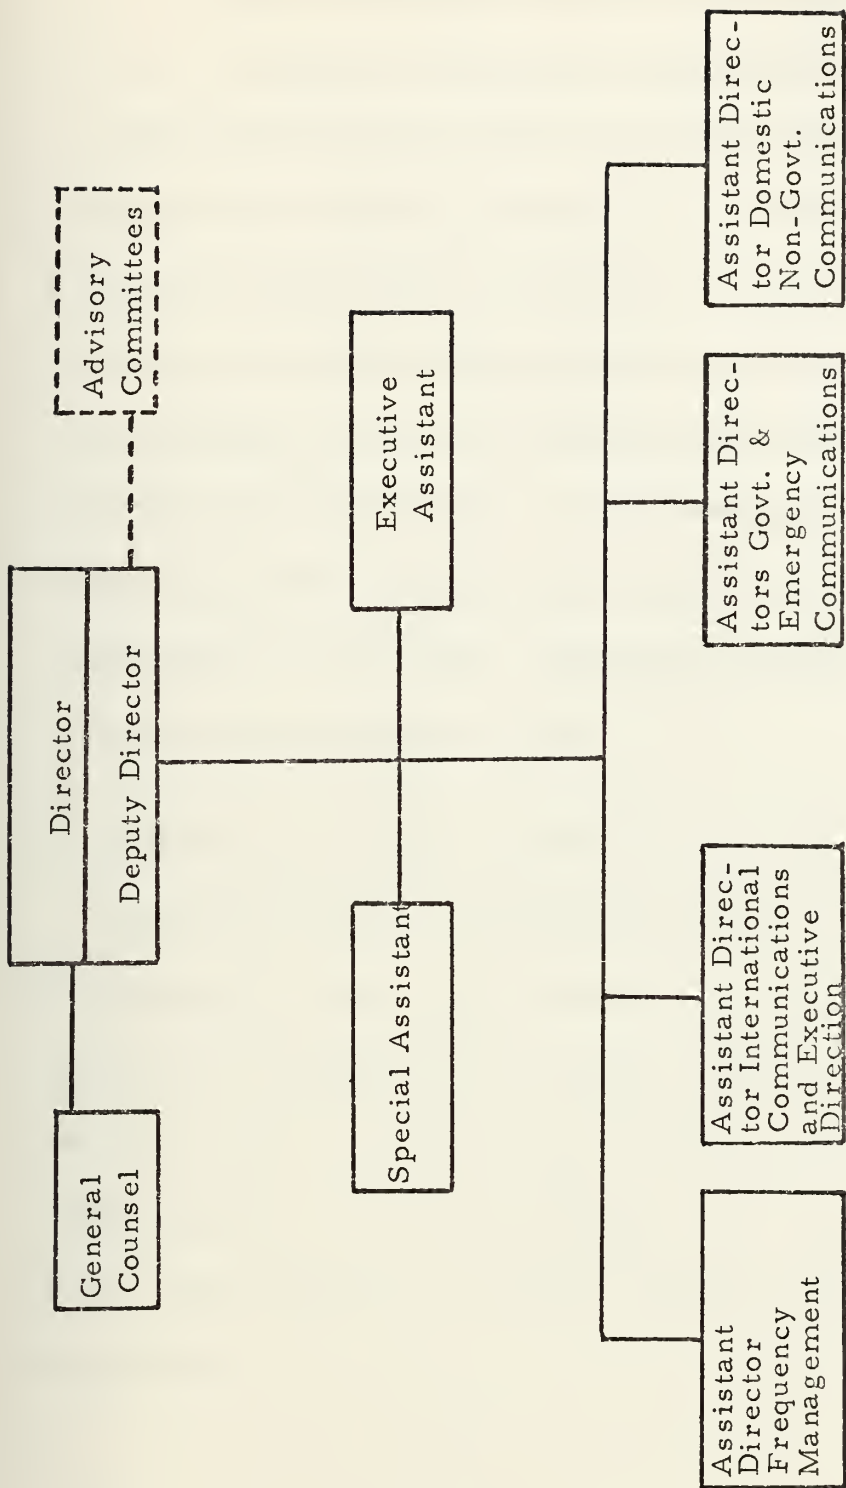 Director
Deputy Director
General
Counsel
Advisory
Committees
Special Assistant
Executive
Assistant
Assistant
Director
Frequency
Management
Assistant Direc-
tor International
Communications
and Executive
Direction
Assistant Direc-
tors Govt. &
Emergency
Communications
Assistant Direc-
tor Domestic
Non-Govt.
Communications